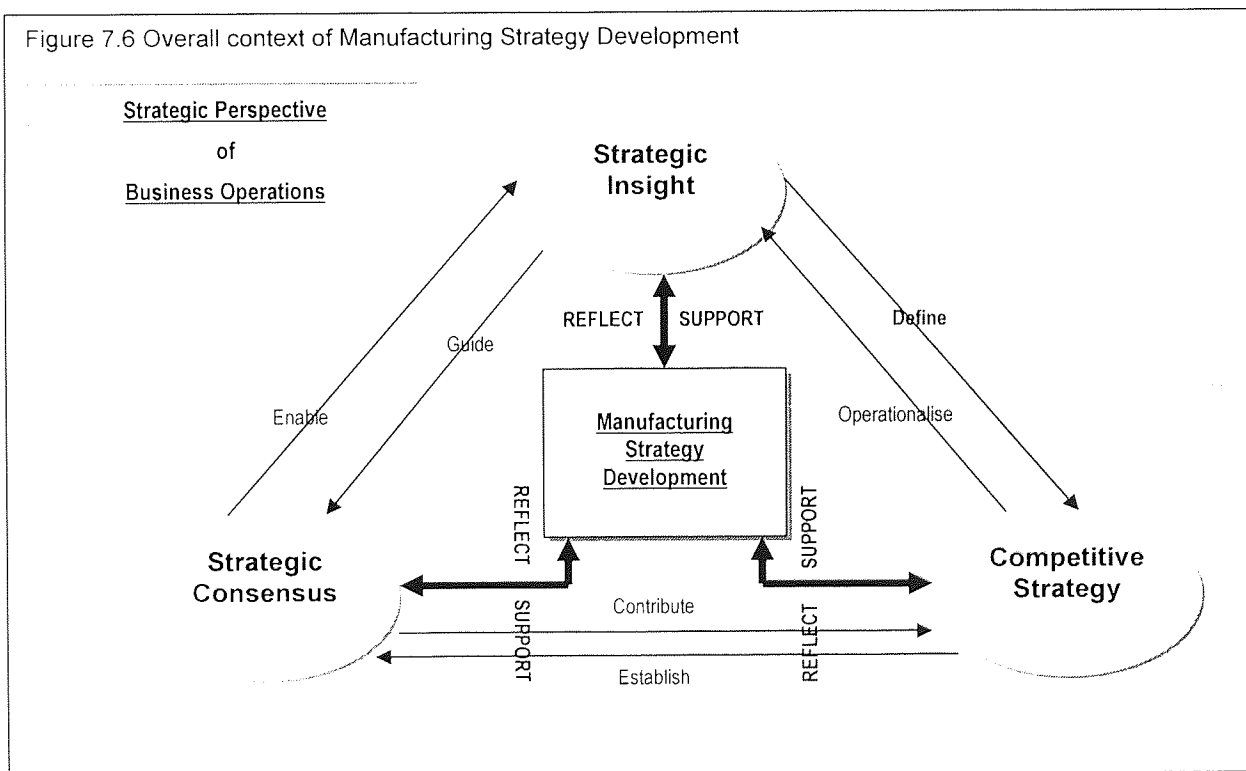 Figure 7.6 Overall context of Manufacturing Strategy Development
Strategic Perspective
of
Business Operations
Strategic
Insight
REFLECT SUPPORT
Define
Guide
Enable
Operationalise
Manufacturing
Strategy
Development
REFLECT
SUPPORT
Strategic
Consensus
Competitive
Strategy
SUPPORT
Contribute
REFLECT
Establish